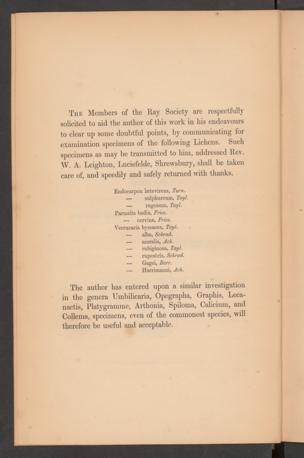 The Members of the Ray Society are respectfully
solicited to aid the author of this work in his endeavours
to clear up some doubtful points, by communicating for
examination specimens of the following Lichens. Such
specimens as may be transmitted to him, addressed Rev.
W. A. Leighton, Luciefelde, Shrewsbury, shall be taken
care of, and speedily and safely returned with thanks.
Endocarpon lætevirens, Turn.
— sulphureum, Tayl.
— rugosum, Tayl.
Parmelia badia, Fries.
— cervina, Fries.
Verrucaria byssacea, Tayl.
— alba, Schrad.
— muralis, Ach.
— rubiginosa, Tayl.
— rupestris, Schrad.
— Gagei, Borr.
— Harrimanni, Ach.
The author has entered upon a similar investigation
in the genera Umbilicaria, Opegrapha, Graphis, Leca-
nactis, Platygramme, Arthonia, Spiloma, Calicium, and
Collema, specimens, even of the commonest species, will
therefore be useful and acceptable.